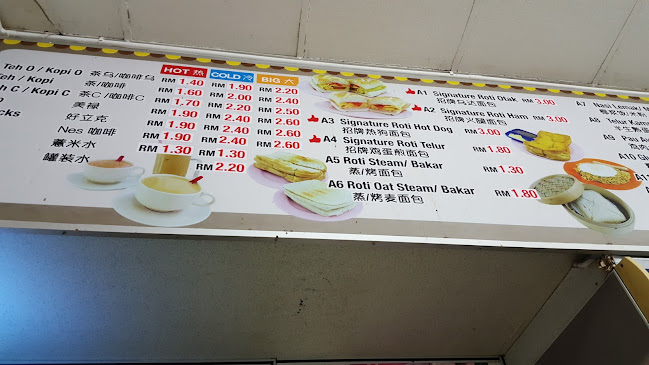 HOT 热 COLD 冷 BIG 大
Teh O / Kopi O 茶乌/咖啡乌 RM 1.40 RM 1.90 RM 2.20
Teh / Kopi 茶/咖啡 RM 1.60 RM 2.00 RM 2.40
C / Kopi C 茶C/咖啡C RM 1.70 RM 2.20 RM 2.50
美禄 RM 1.90 RM 2.40 RM 2.60
好立克 RM 1.90 RM 2.40 RM 2.60
Nes 咖啡 RM 1.90 RM 2.40 RM 2.60
薏米水 RM 1.30 RM 1.30
罐装水 RM 2.20
A1 Signature Roti Otak RM 3.00
招牌乌达面包
A2 Signature Roti Ham RM 3.00
招牌火腿面包
A3 Signature Roti Hot Dog RM 3.00
招牌热狗面包
A4 Signature Roti Telur RM 1.80
招牌鸡蛋煎面包
A5 Roti Steam/ Bakar RM 1.30
蒸/烤面包
A6 Roti Oat Steam/ Bakar RM 1.80
蒸/烤麦面包
A7 Nasi Lemak
A8 Telur
A9 Pau
A10